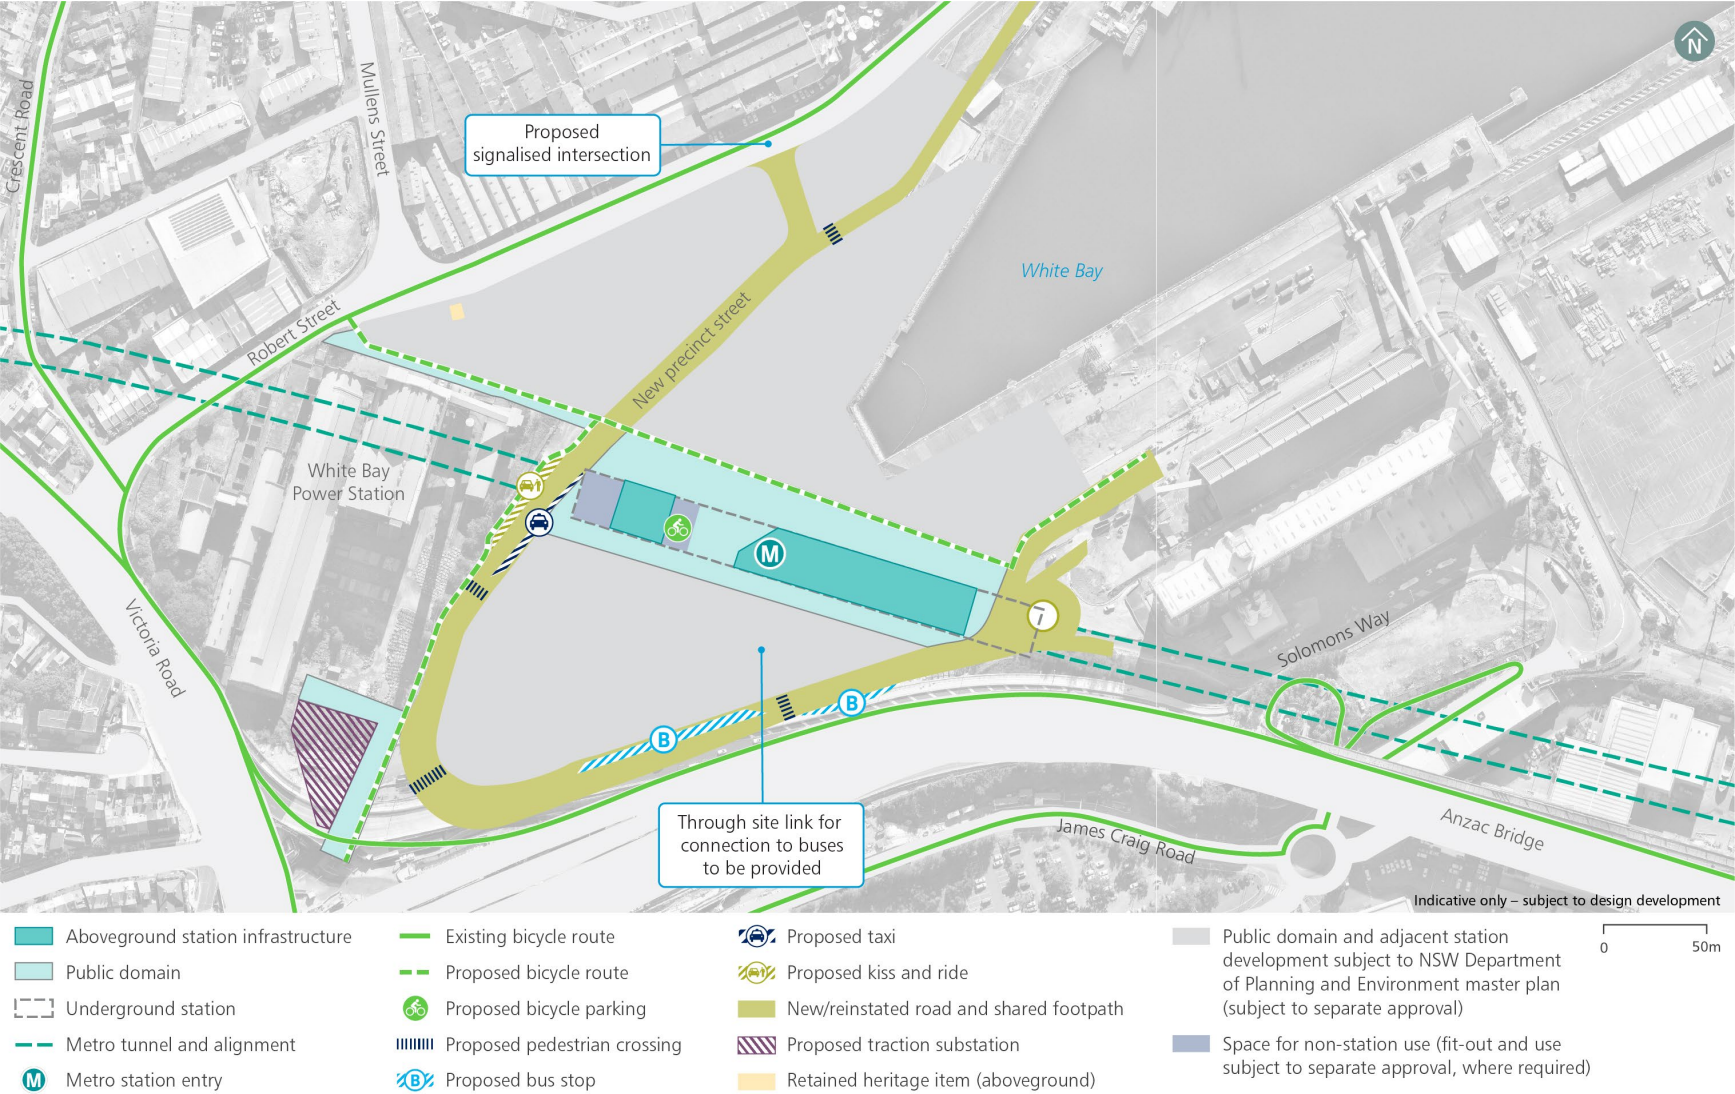 N
Crescent Road
Mullens Street
Proposed
signalised intersection
White Bay
Robert Street
New precinct street
White Bay
Power Station
M
Victoria Road
B
B
Solomons Way
Through site link for
connection to buses
to be provided
James Craig Road
Anzac Bridge
Indicative only – subject to design development
Aboveground station infrastructure
Public domain
Underground station
Metro tunnel and alignment
M Metro station entry
Existing bicycle route
Proposed bicycle route
Proposed bicycle parking
Proposed pedestrian crossing
B Proposed bus stop
Proposed taxi
Proposed kiss and ride
New/reinstated road and shared footpath
Proposed traction substation
Retained heritage item (aboveground)
Public domain and adjacent station
development subject to NSW Department
of Planning and Environment master plan
(subject to separate approval)
Space for non-station use (fit-out and use
subject to separate approval, where required)
0 50m